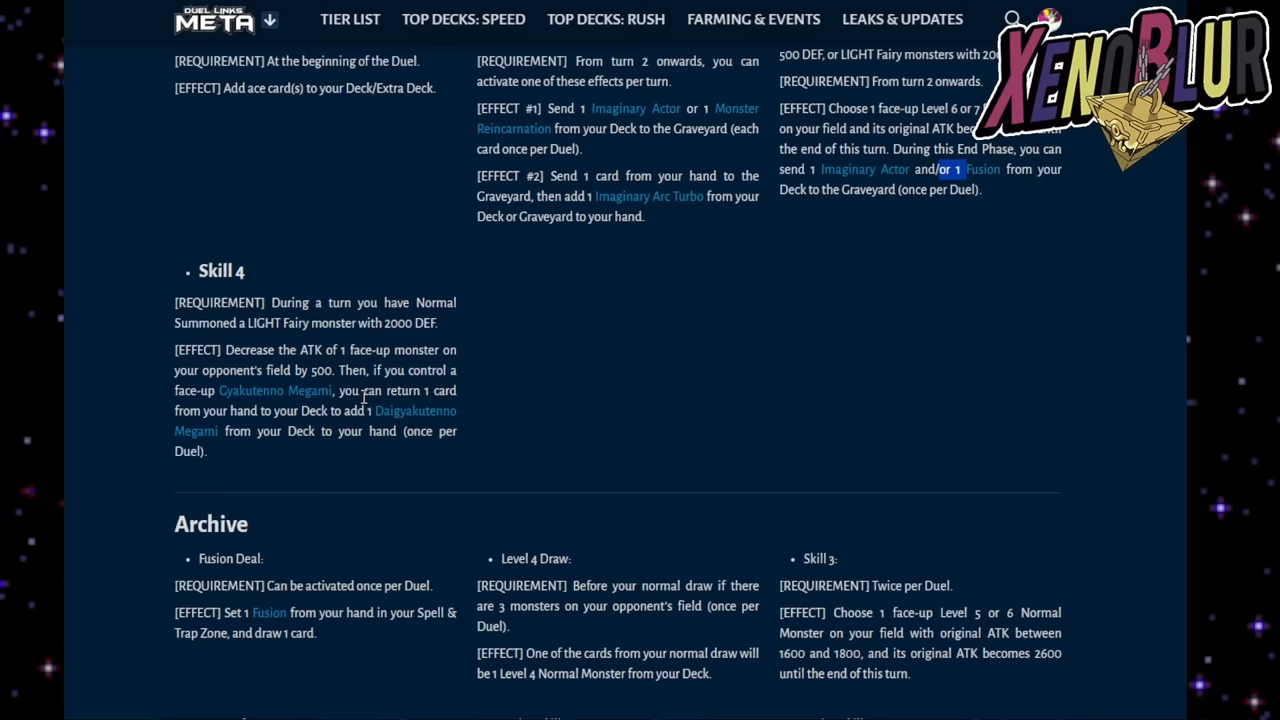 DUEL LINKS
META
TIER LIST
TOP DECKS: SPEED
TOP DECKS: RUSH
FARMING & EVENTS
LEAKS & UPDATES
XENOBLUR
[REQUIREMENT] At the beginning of the Duel.
[EFFECT] Add ace card(s) to your Deck/Extra Deck.
[REQUIREMENT] From turn 2 onwards, you can
activate one of these effects per turn.
[EFFECT #1] Send 1 Imaginary Actor or 1 Monster
Reincarnation from your Deck to the Graveyard (each
card once per Duel).
[EFFECT #2] Send 1 card from your hand to the
Graveyard, then add 1 Imaginary Arc Turbo from your
Deck or Graveyard to your hand.
500 DEF, or LIGHT Fairy monsters with
[REQUIREMENT] From turn 2 onwards.
[EFFECT] Choose 1 face-up Level 6 or 7
on your field and its original ATK
the end of this turn. During this End Phase, you can
send 1 Imaginary Actor and/or 1 Fusion from your
Deck to the Graveyard (once per Duel).
• Skill 4
[REQUIREMENT] During a turn you have Normal
Summoned a LIGHT Fairy monster with 2000 DEF.
[EFFECT] Decrease the ATK of 1 face-up monster on
your opponent's field by 500. Then, if you control a
face-up Gyakutenno Megami, you can return 1 card
from your hand to your Deck to add 1 Daigyakutenno
Megami from your Deck to your hand (once per
Duel).
Archive
• Fusion Deal:
[REQUIREMENT] Can be activated once per Duel.
[EFFECT] Set 1 Fusion from your hand in your Spell &
Trap Zone, and draw 1 card.
• Level 4 Draw:
[REQUIREMENT] Before your normal draw if there
are 3 monsters on your opponent's field (once per
Duel).
[EFFECT] One of the cards from your normal draw will
be 1 Level 4 Normal Monster from your Deck.
• Skill 3:
[REQUIREMENT] Twice per Duel.
[EFFECT] Choose 1 face-up Level 5 or 6 Normal
Monster on your field with original ATK between
1600 and 1800, and its original ATK becomes 2600
until the end of this turn.